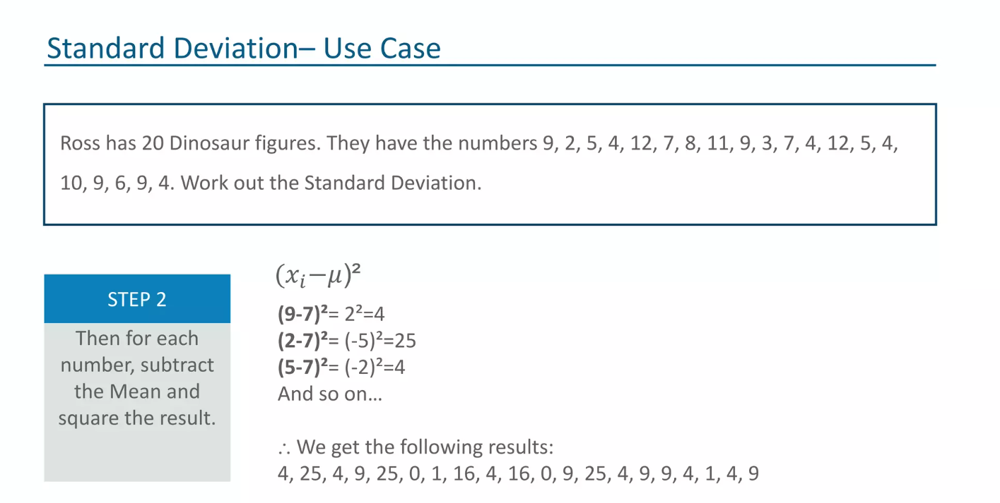 Standard Deviation– Use Case
Ross has 20 Dinosaur figures. They have the numbers 9, 2, 5, 4, 12, 7, 8, 11, 9, 3, 7, 4, 12, 5, 4,
10, 9, 6, 9, 4. Work out the Standard Deviation.
STEP 2
Then for each
number, subtract
the Mean and
square the result.
(xᵢ−μ)²
(9-7)²= 2²=4
(2-7)²= (-5)²=25
(5-7)²= (-2)²=4
And so on…
∴ We get the following results:
4, 25, 4, 9, 25, 0, 1, 16, 4, 16, 0, 9, 25, 4, 9, 9, 4, 1, 4, 9